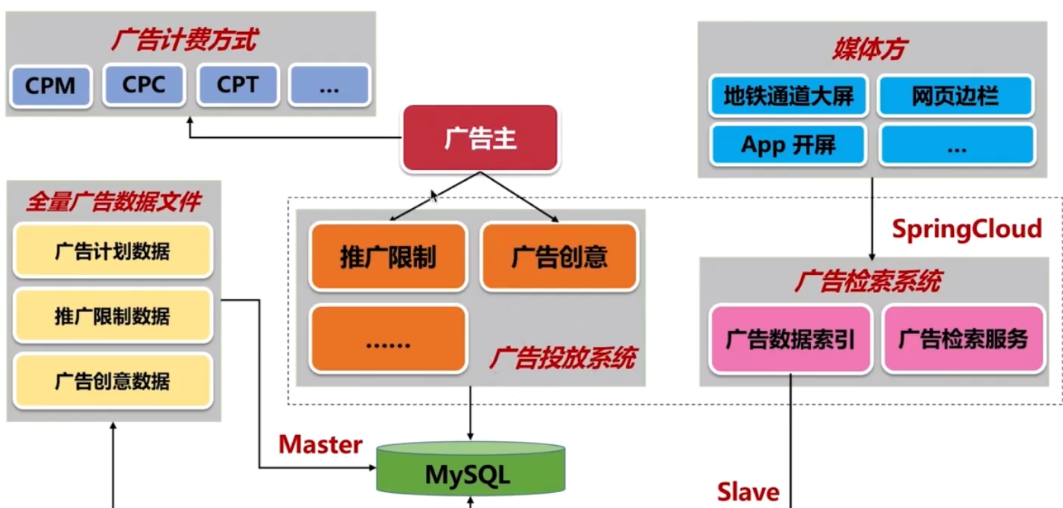 广告计费方式
CPM
CPC
CPT
...
媒体方
地铁通道大屏
网页边栏
App 开屏
...
广告主
全量广告数据文件
广告计划数据
推广限制数据
广告创意数据
推广限制
广告创意
......
广告投放系统
SpringCloud
广告检索系统
广告数据索引
广告检索服务
Master
MySQL
Slave